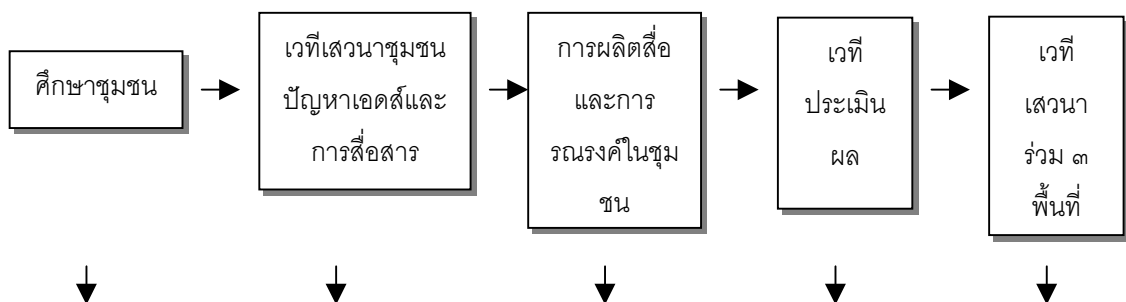 ศึกษาชุมชน
เวทีเสวนาชุมชน
ปัญหาเอดส์และ
การสื่อสาร
การผลิตสื่อ
และการ
รณรงค์ในชุม
ชน
เวที
ประเมิน
ผล
เวที
เสวนา
ร่วม ๓
พื้นที่